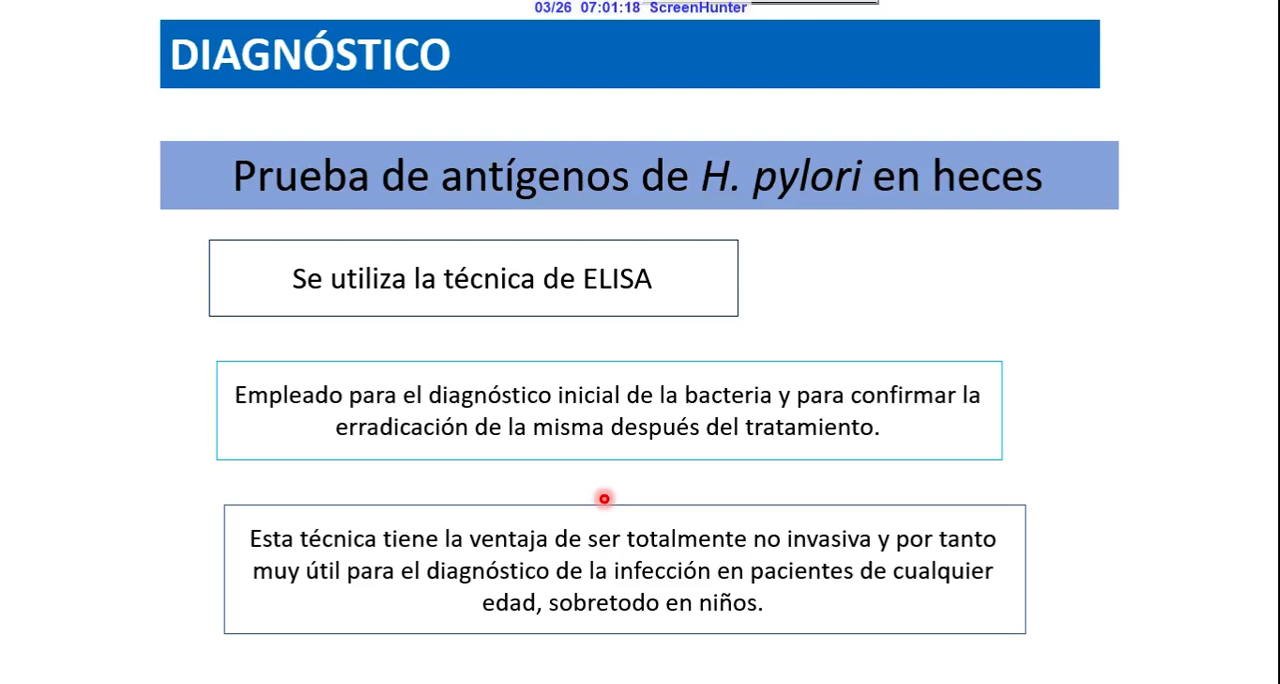 03/26 07:01:18 ScreenHunter
DIAGNÓSTICO
Prueba de antígenos de H. pylori en heces
Se utiliza la técnica de ELISA
Empleado para el diagnóstico inicial de la bacteria y para confirmar la
erradicación de la misma después del tratamiento.
Esta técnica tiene la ventaja de ser totalmente no invasiva y por tanto
muy útil para el diagnóstico de la infección en pacientes de cualquier
edad, sobretodo en niños.